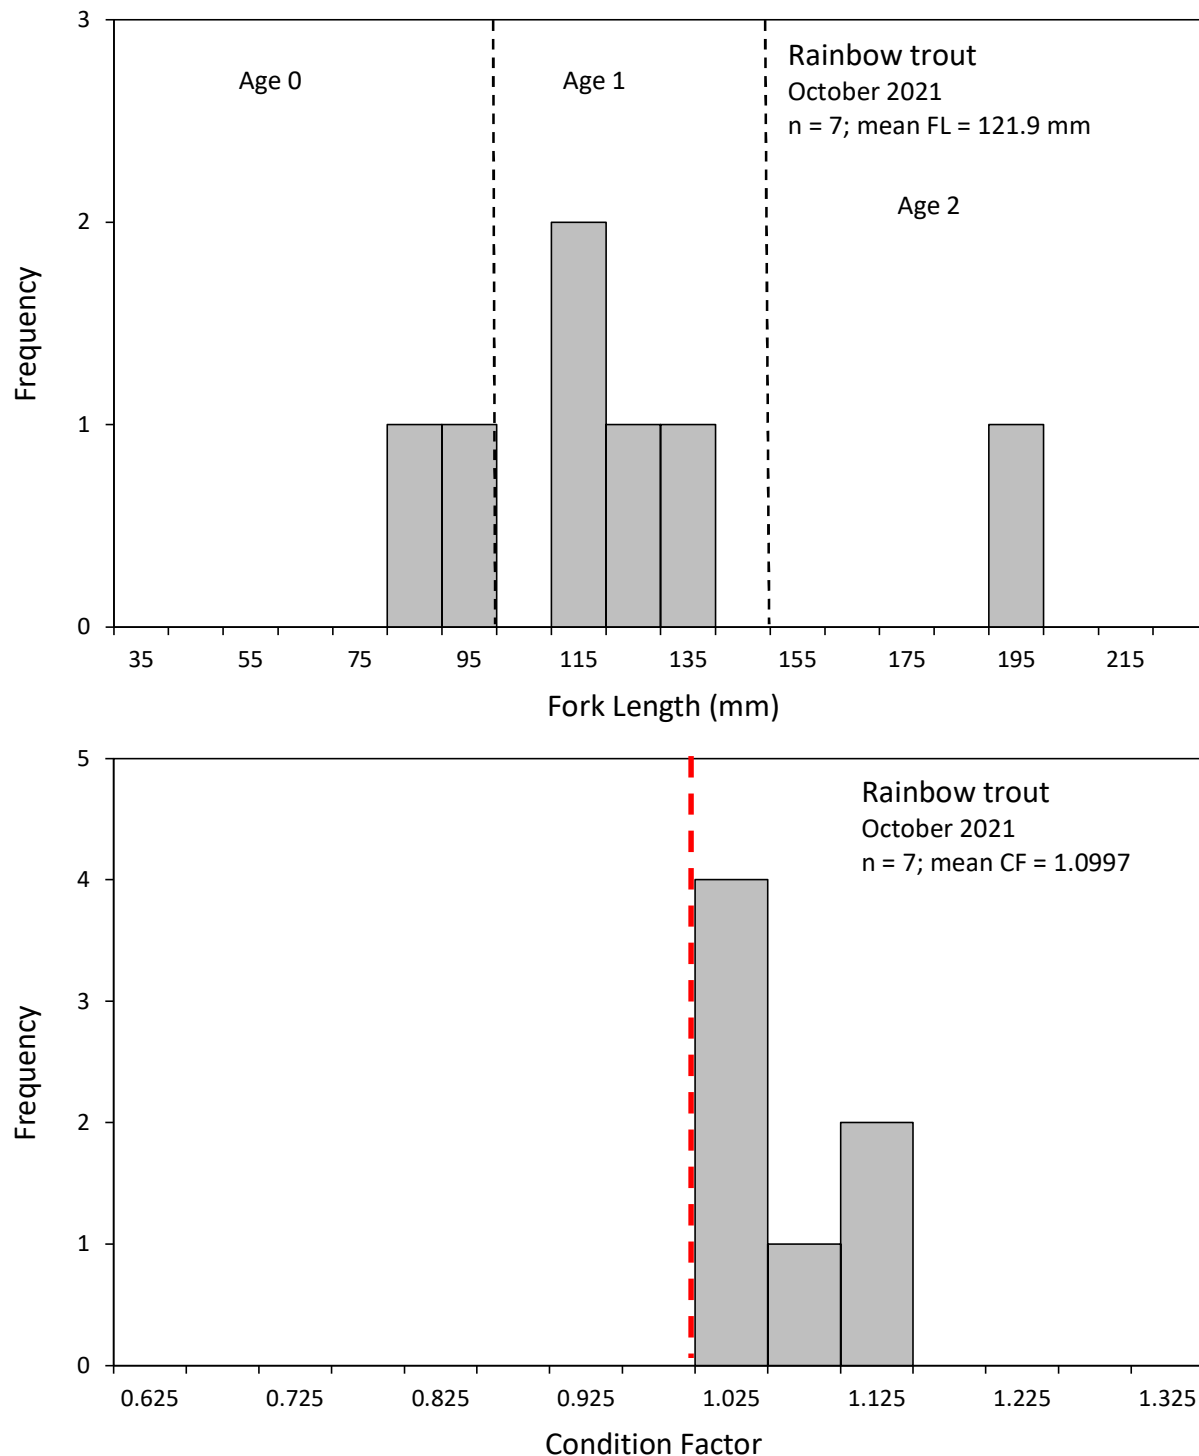 3
Age 0
Age 1
Rainbow trout
October 2021
n = 7; mean FL = 121.9 mm
2
Age 2
Frequency
1
0
35 55 75 95 115 135 155 175 195 215
Fork Length (mm)
5
Rainbow trout
October 2021
n = 7; mean CF = 1.0997
4
3
Frequency
2
1
0
0.625 0.725 0.825 0.925 1.025 1.125 1.225 1.325
Condition Factor